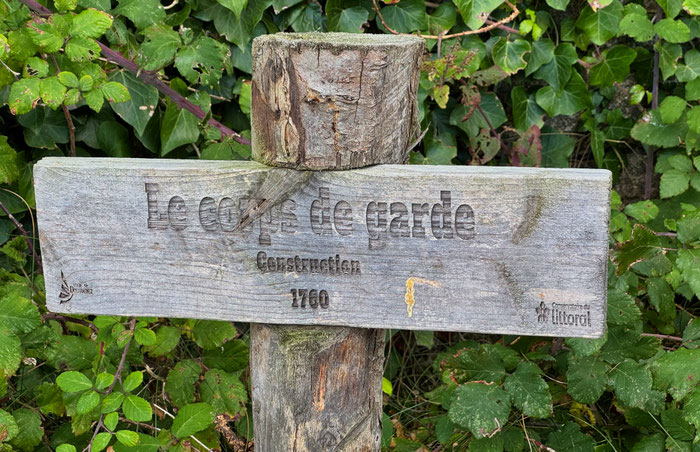 Le corps de garde
Construction
1760
Conservatoire du
littoral